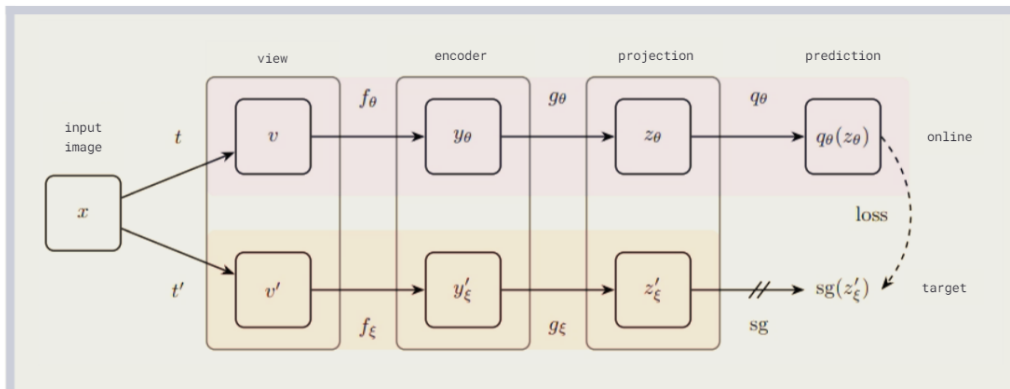 view
encoder
projection
prediction
input
image
x
t
v
f_θ
y_θ
g_θ
z_θ
q_θ
q_θ(z_θ)
online
loss
t′
v′
f_ξ
y′_ξ
g_ξ
z′_ξ
sg
sg(z′_ξ)
target